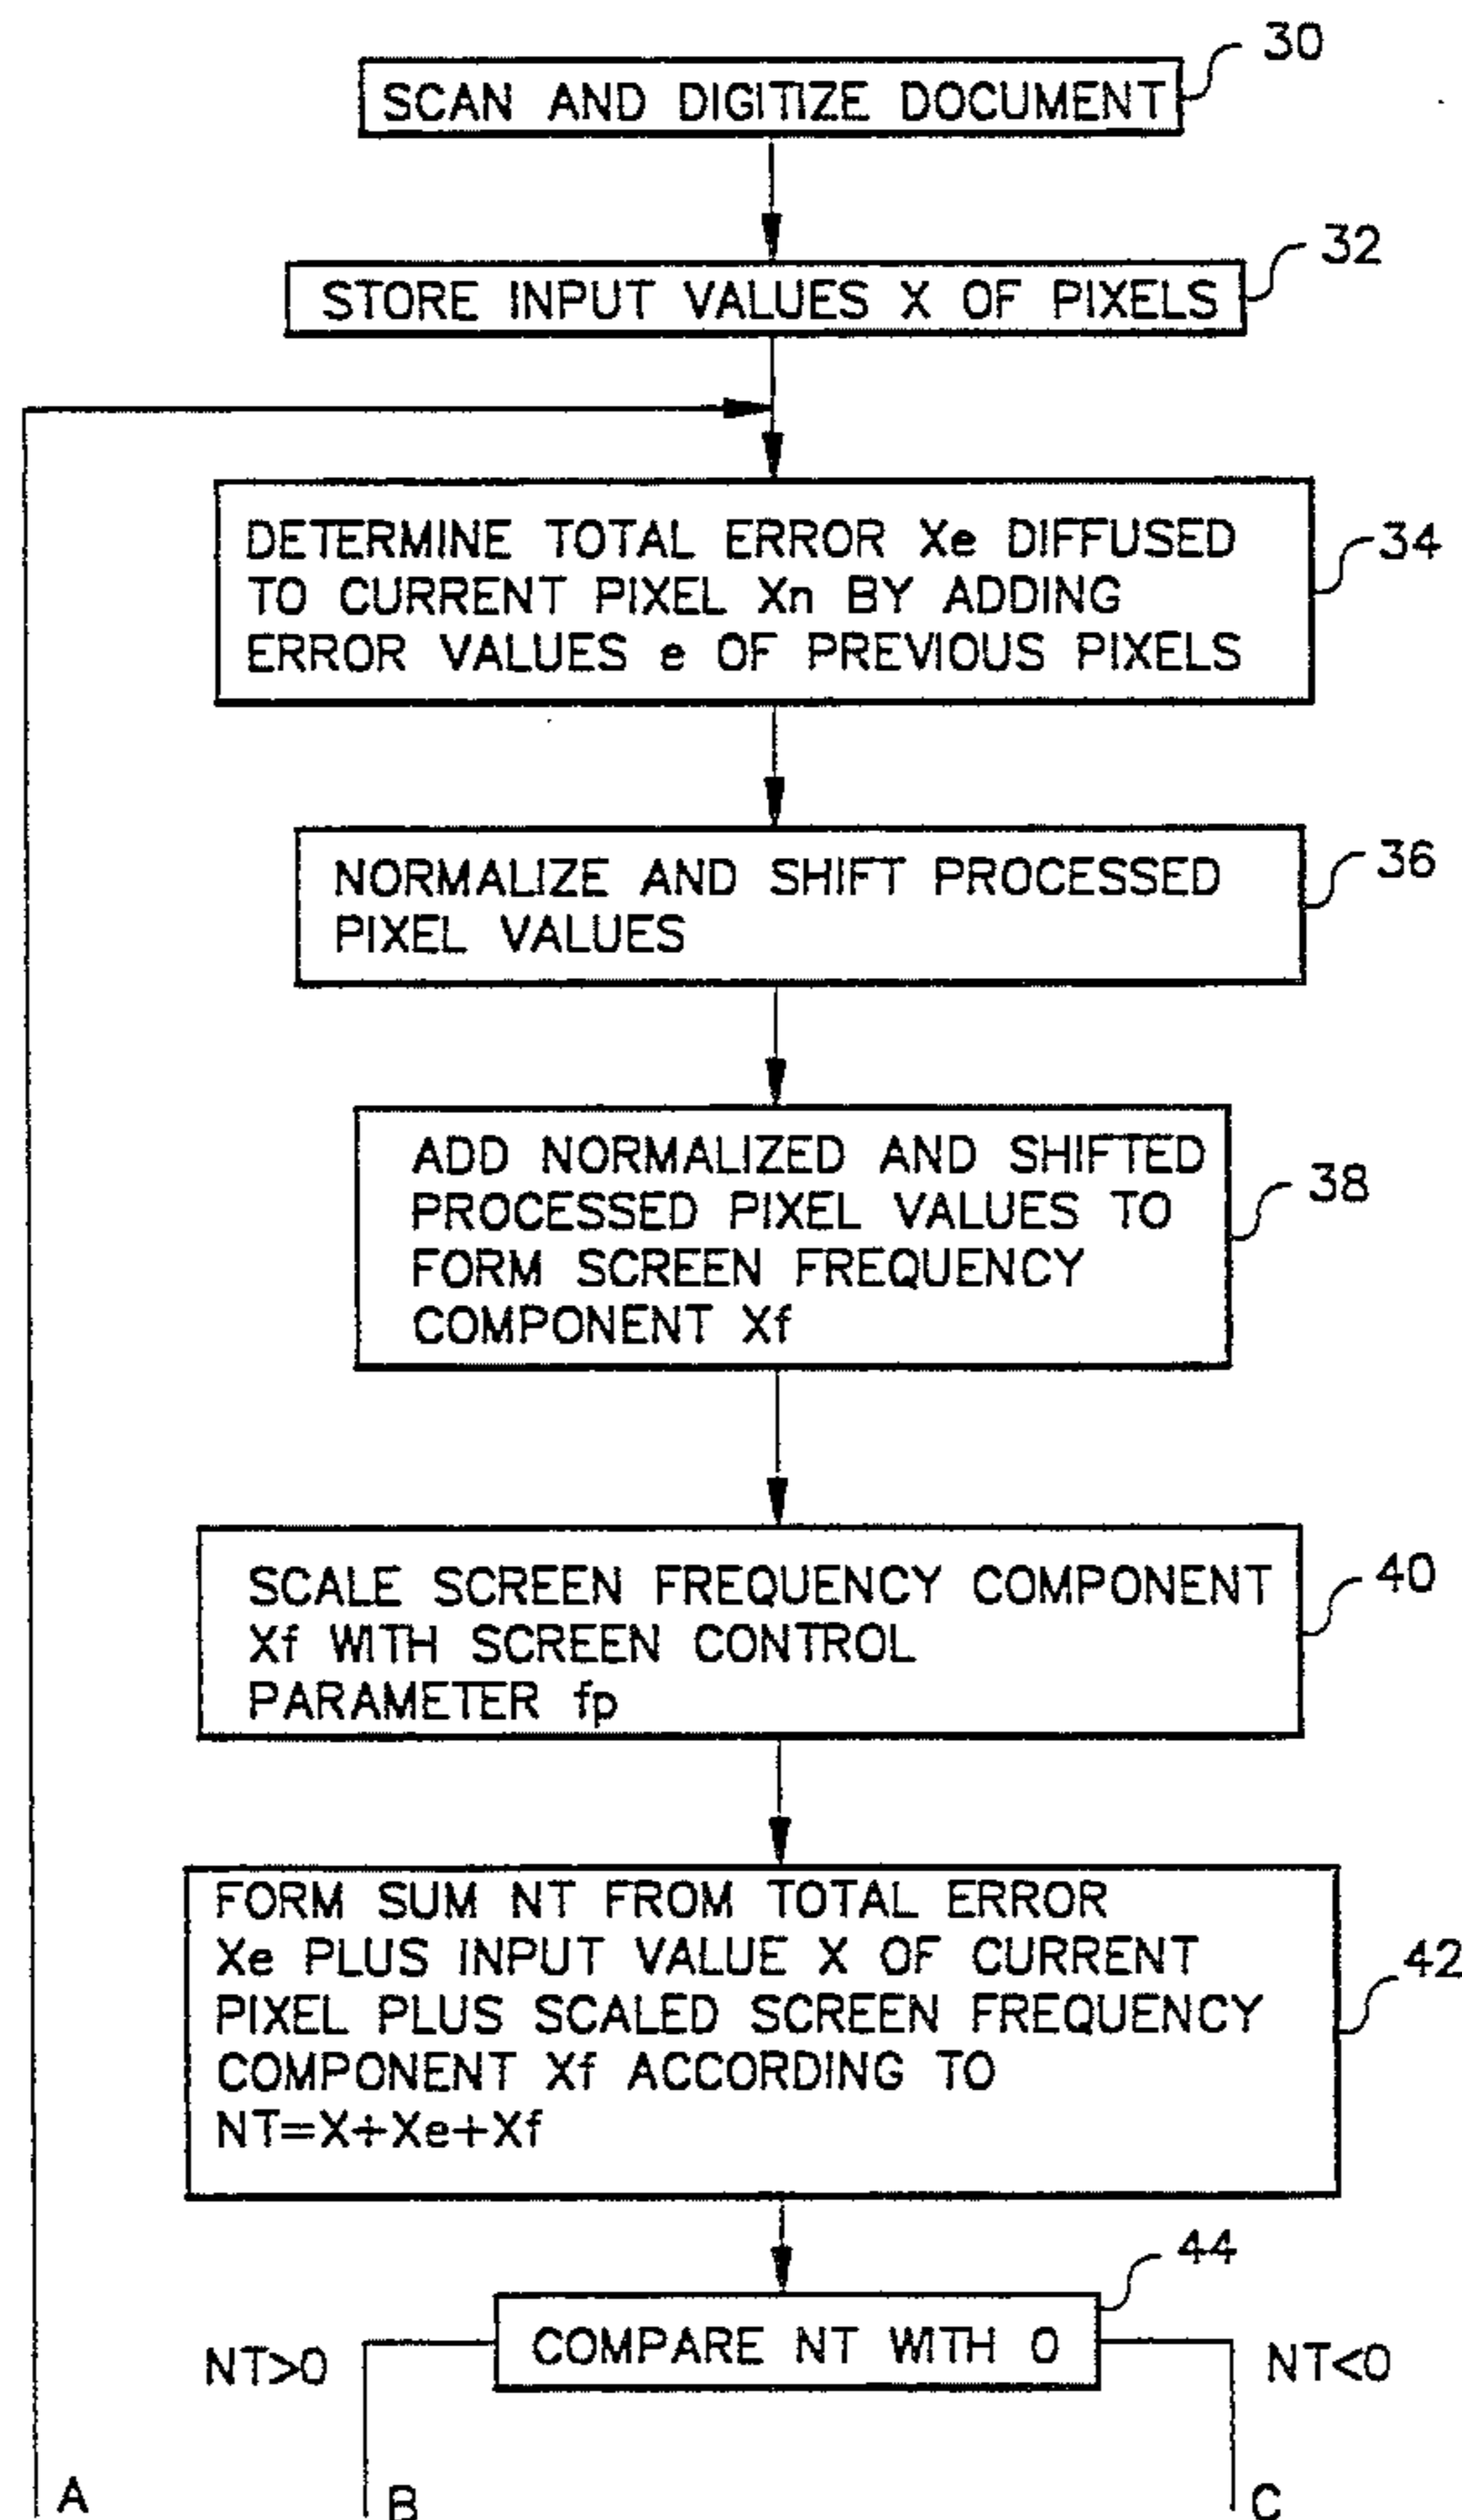 30
SCAN AND DIGITIZE DOCUMENT
32
STORE INPUT VALUES X OF PIXELS
34
DETERMINE TOTAL ERROR Xe DIFFUSED
TO CURRENT PIXEL Xn BY ADDING
ERROR VALUES e OF PREVIOUS PIXELS
36
NORMALIZE AND SHIFT PROCESSED
PIXEL VALUES
38
ADD NORMALIZED AND SHIFTED
PROCESSED PIXEL VALUES TO
FORM SCREEN FREQUENCY
COMPONENT Xf
40
SCALE SCREEN FREQUENCY COMPONENT
Xf WITH SCREEN CONTROL
PARAMETER fp
42
FORM SUM NT FROM TOTAL ERROR
Xe PLUS INPUT VALUE X OF CURRENT
PIXEL PLUS SCALED SCREEN FREQUENCY
COMPONENT Xf ACCORDING TO
NT=X+Xe+Xf
44
COMPARE NT WITH 0
NT>0
NT<0
A
B
C